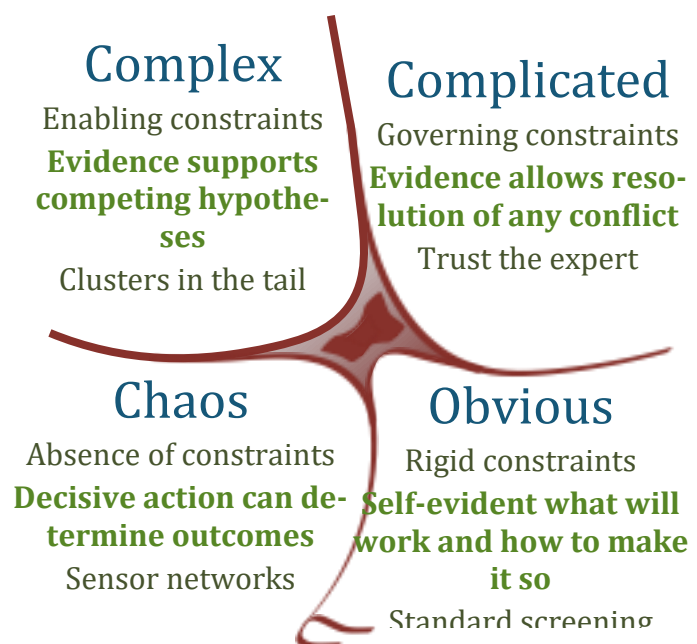 Complex
Enabling constraints
Evidence supports
competing hypothe-
ses
Clusters in the tail
Complicated
Governing constraints
Evidence allows reso-
lution of any conflict
Trust the expert
Chaos
Absence of constraints
Decisive action can de-
termine outcomes
Sensor networks
Obvious
Rigid constraints
Self-evident what will
work and how to make
it so
Standard screening